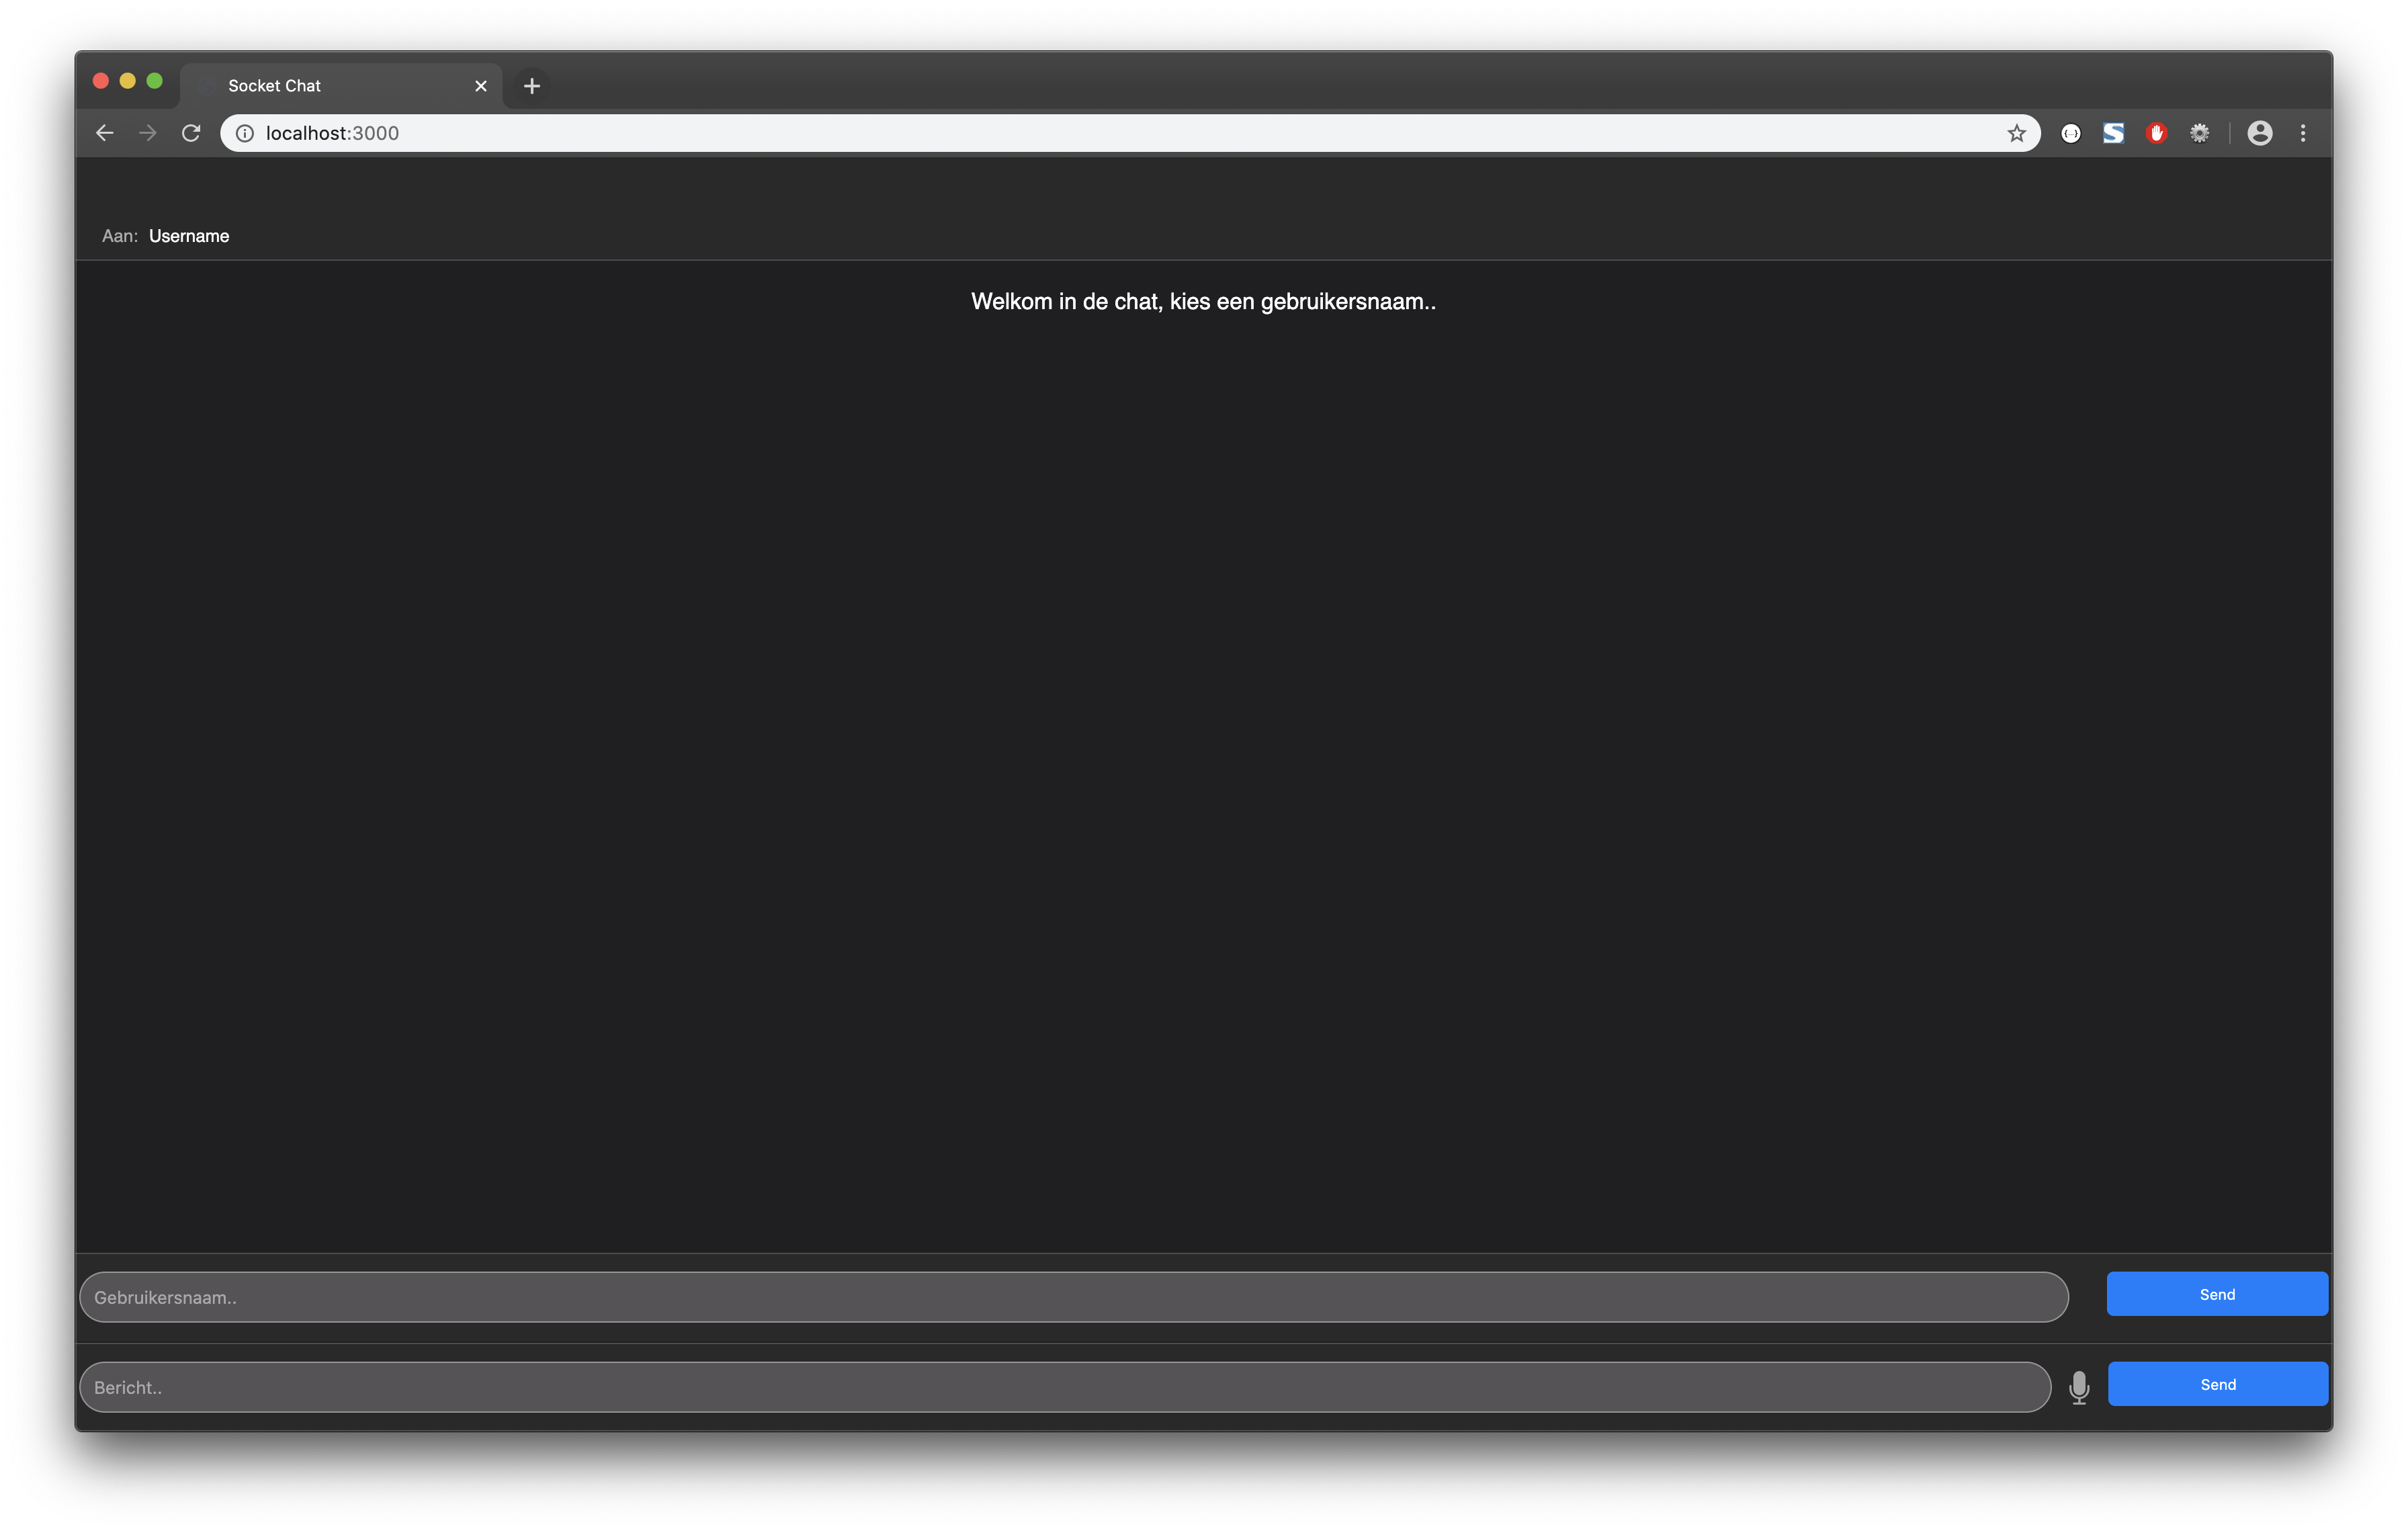 Socket Chat
localhost:3000
Aan: Username
Welkom in de chat, kies een gebruikersnaam..
Gebruikersnaam..
Send
Bericht..
Send